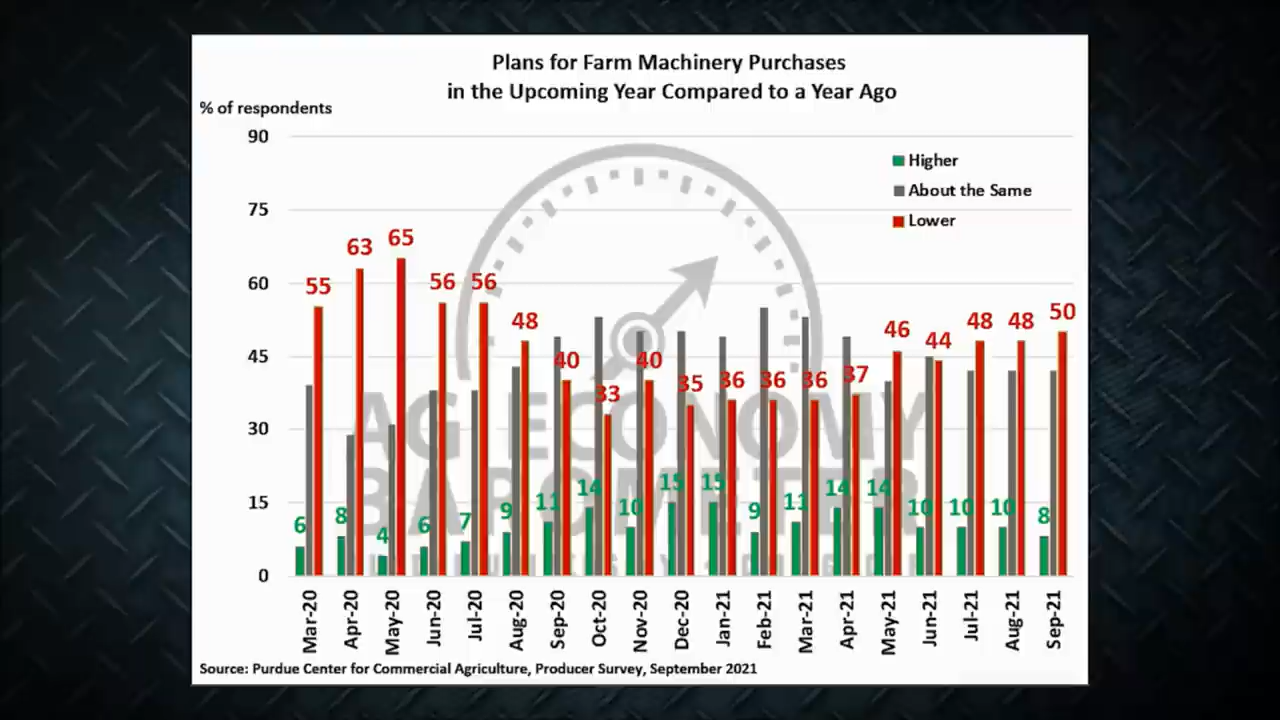 Plans for Farm Machinery Purchases
in the Upcoming Year Compared to a Year Ago
% of respondents
90
Higher
About the Same
75
Lower
65
63
60
55
56
56
50
48
48
48
46
45
44
40
40
37
36
36
36
35
33
30
15
15
15
14
14
14
11
11
10
10
10
10
9
9
8
8
7
6
6
4
0
AG ECONOMY
BAROMETER
Mar-20
Apr-20
May-20
Jun-20
Jul-20
Aug-20
Sep-20
Oct-20
Nov-20
Dec-20
Jan-21
Feb-21
Mar-21
Apr-21
May-21
Jun-21
Jul-21
Aug-21
Sep-21
Source: Purdue Center for Commercial Agriculture, Producer Survey, September 2021